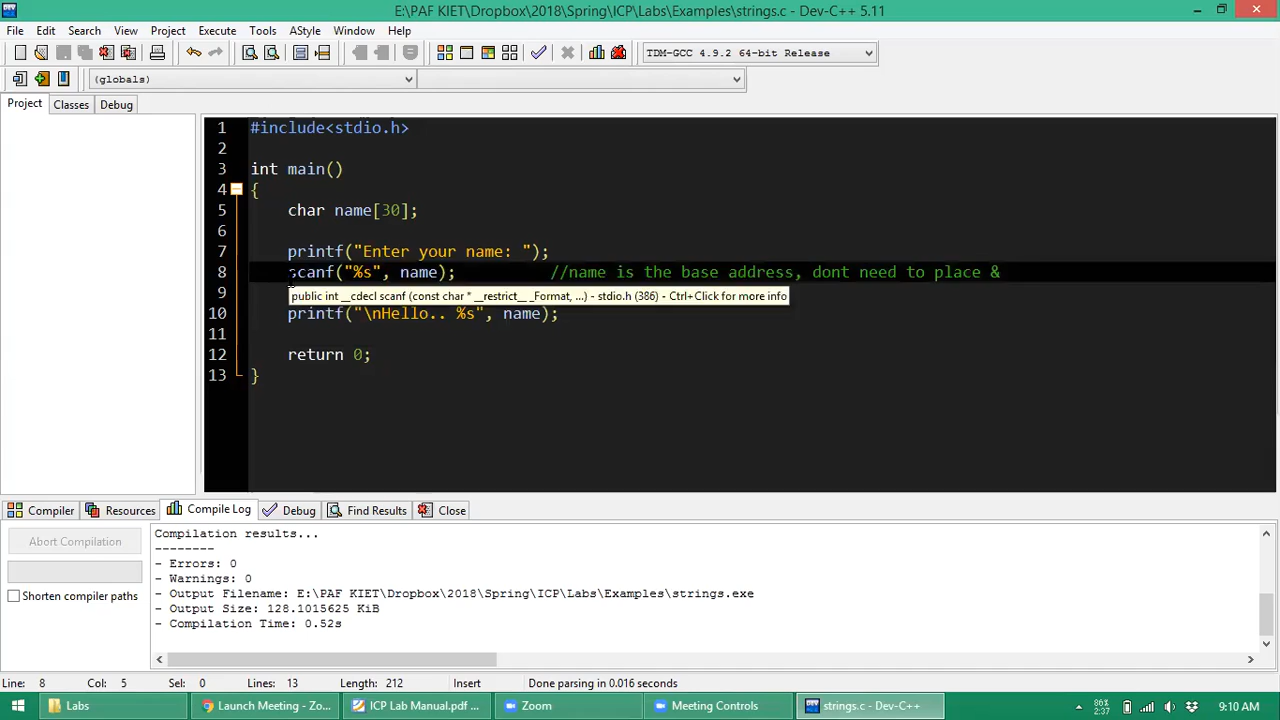 E:\PAF KIET\Dropbox\2018\Spring\ICP\Labs\Examples\strings.c - Dev-C++ 5.11
File Edit Search View Project Execute Tools AStyle Window Help
TDM-GCC 4.9.2 64-bit Release
(globals)
Project Classes Debug
1 #include<stdio.h>
2
3 int main()
4 {
5 char name[30];
6
7 printf("Enter your name: ");
8 scanf("%s", name); //name is the base address, dont need to place &
9 public int __cdecl scanf (const char * __restrict__ _Format, ...) - stdio.h (386) - Ctrl+Click for more info
10 printf("\nHello.. %s", name);
11
12 return 0;
13 }
Compiler Resources Compile Log Debug Find Results Close
Abort Compilation
Shorten compiler paths
Compilation results...
--------
- Errors: 0
- Warnings: 0
- Output Filename: E:\PAF KIET\Dropbox\2018\Spring\ICP\Labs\Examples\strings.exe
- Output Size: 128.1015625 KiB
- Compilation Time: 0.52s
Line: 8 Col: 5 Sel: 0 Lines: 13 Length: 212 Insert Done parsing in 0.016 seconds
Labs Launch Meeting - Zo... ICP Lab Manual.pdf ... Zoom Meeting Controls strings.c - Dev-C++ 86% 2:37 9:10 AM